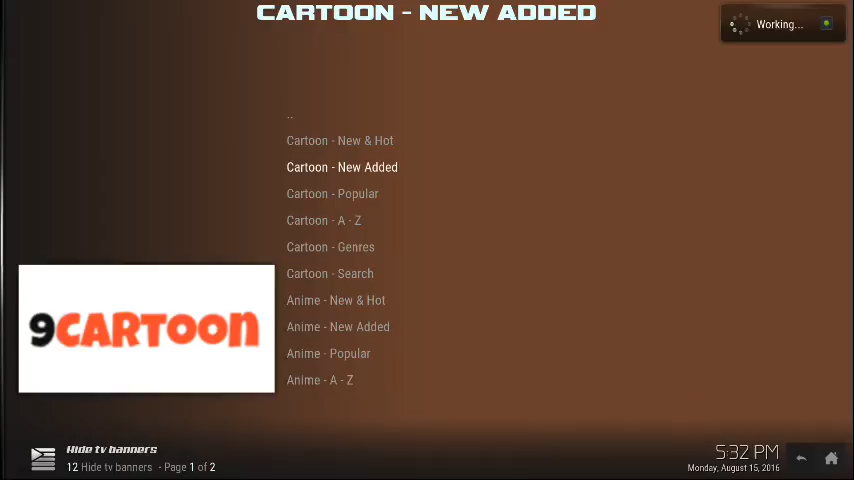 CARTOON - NEW ADDED
Working...
..
Cartoon - New & Hot
Cartoon - New Added
Cartoon - Popular
Cartoon - A - Z
Cartoon - Genres
Cartoon - Search
Anime - New & Hot
Anime - New Added
Anime - Popular
Anime - A - Z
9CARTOON
Hide tv banners
12 Hide tv banners - Page 1 of 2
5:32 PM
Monday, August 15, 2016